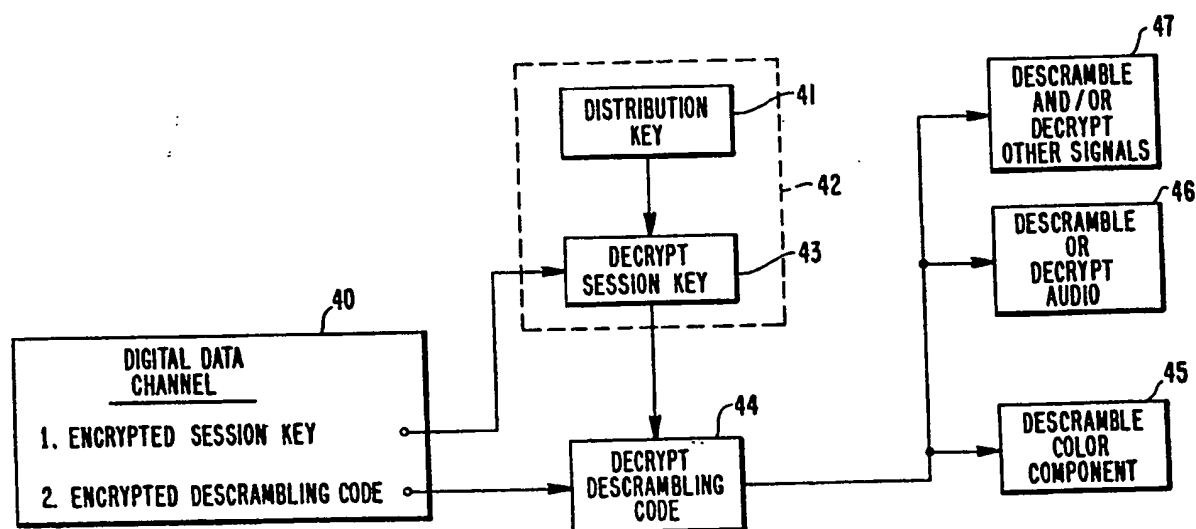 47
DESCRAMBLE
AND/OR
DECRYPT
OTHER SIGNALS
DISTRIBUTION
KEY
41
42
46
DESCRAMBLE
OR
DECRYPT
AUDIO
DECRYPT
SESSION KEY
43
40
DIGITAL DATA
CHANNEL
1. ENCRYPTED SESSION KEY
2. ENCRYPTED DESCRAMBLING CODE
44
DECRYPT
DESCRAMBLING
CODE
45
DESCRAMBLE
COLOR
COMPONENT